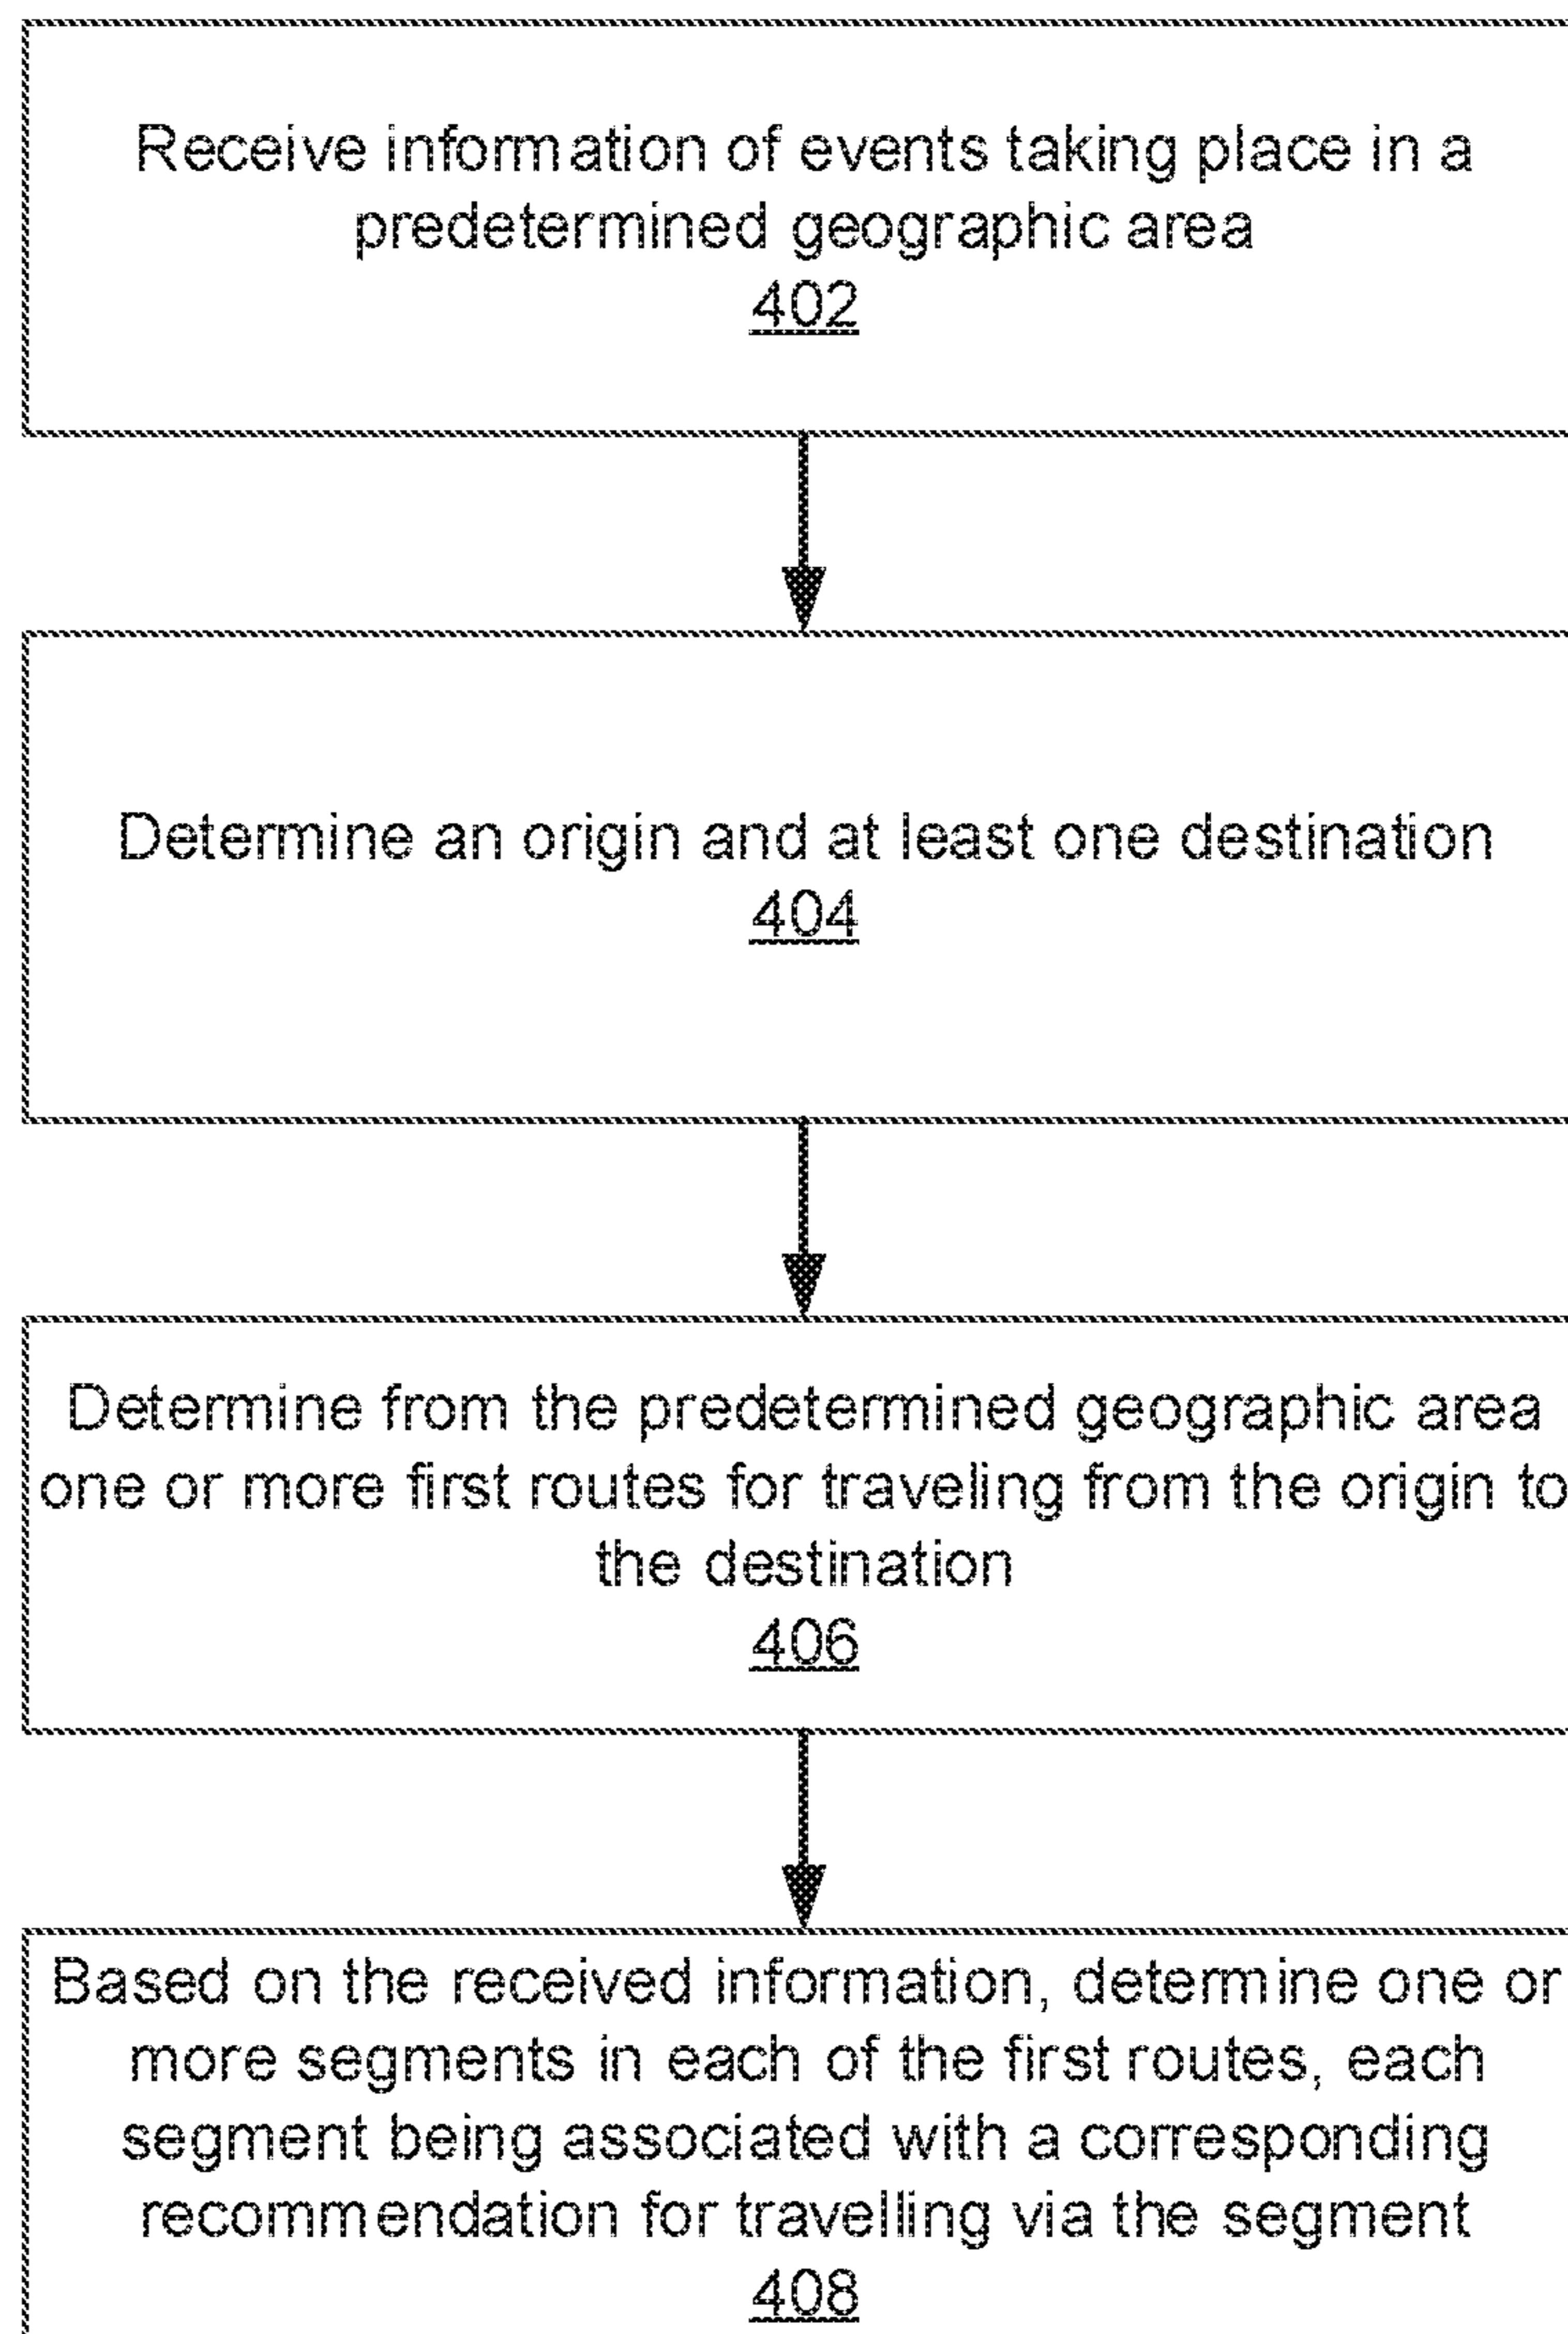 Receive information of events taking place in a
predetermined geographic area
402
Determine an origin and at least one destination
404
Determine from the predetermined geographic area
one or more first routes for traveling from the origin to
the destination
406
Based on the received information, determine one or
more segments in each of the first routes, each
segment being associated with a corresponding
recommendation for travelling via the segment
408